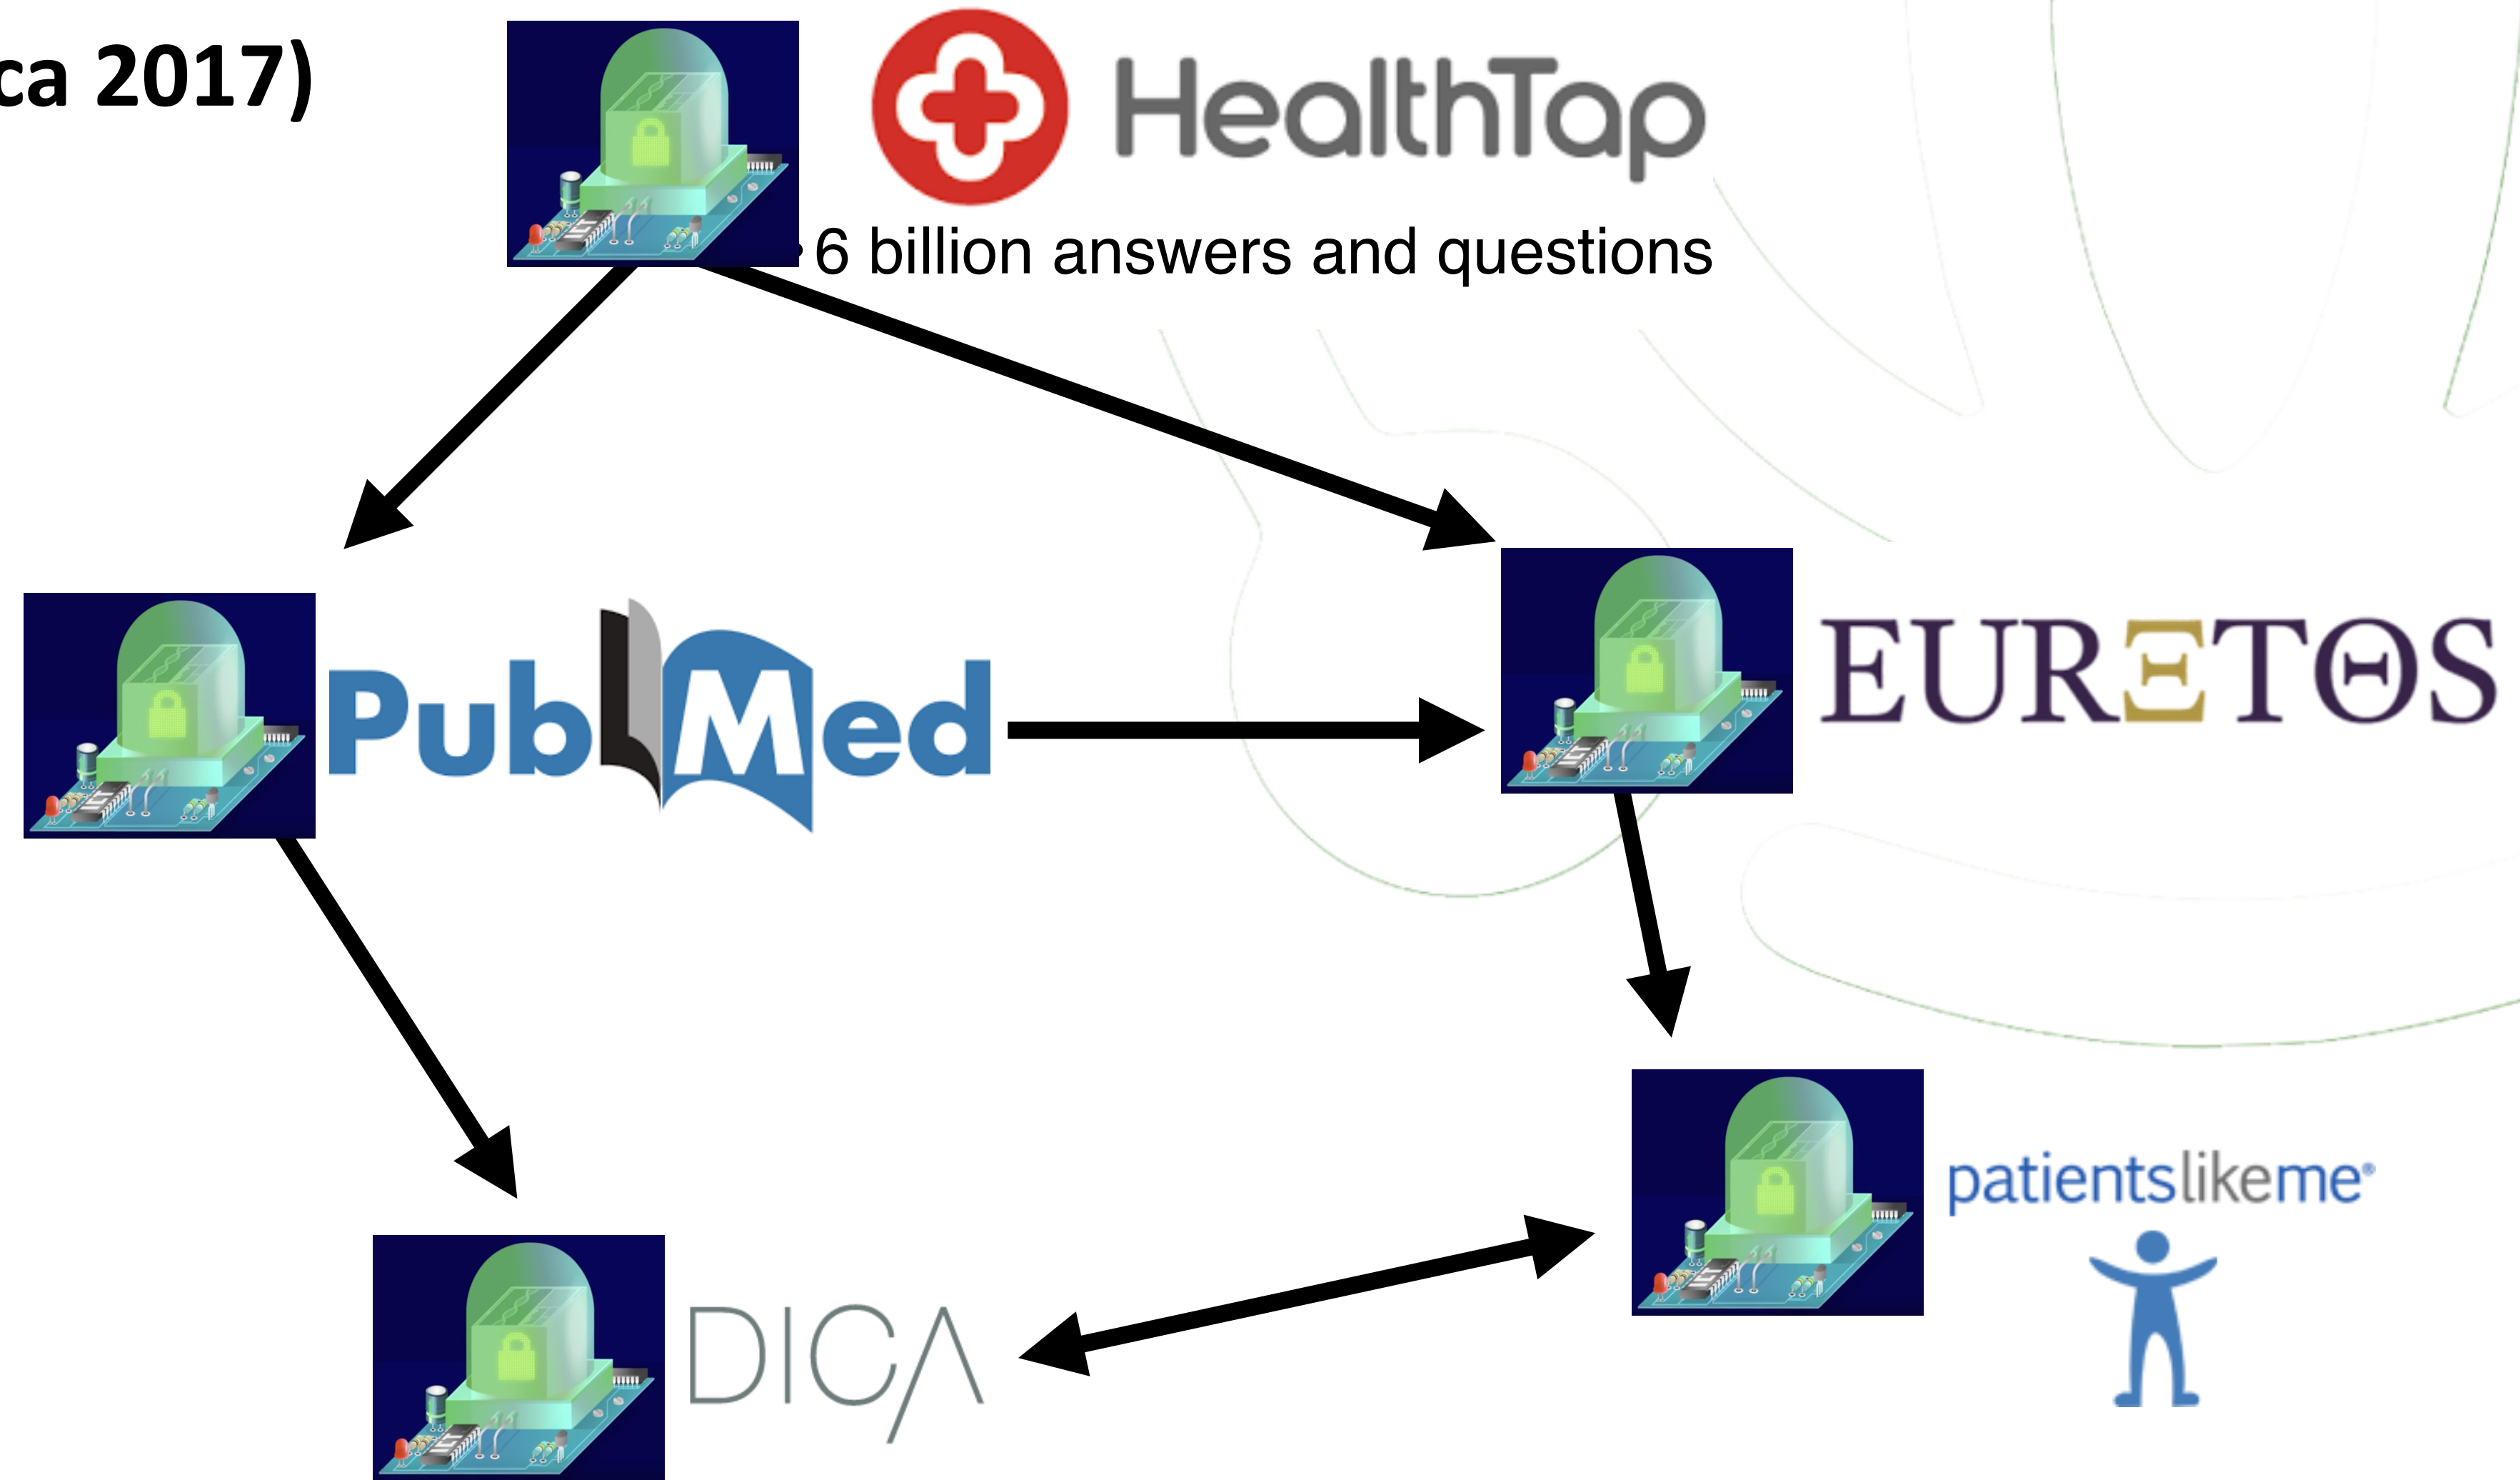 ca 2017)
HealthTap
6 billion answers and questions
PubMed
EURΞTΘS
patientslikeme®
DICA